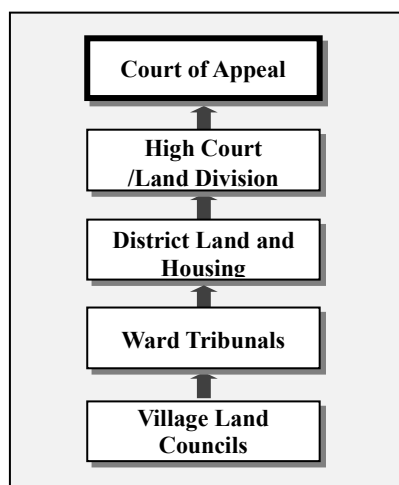 Court of Appeal
High Court
/Land Division
District Land and
Housing
Ward Tribunals
Village Land
Councils